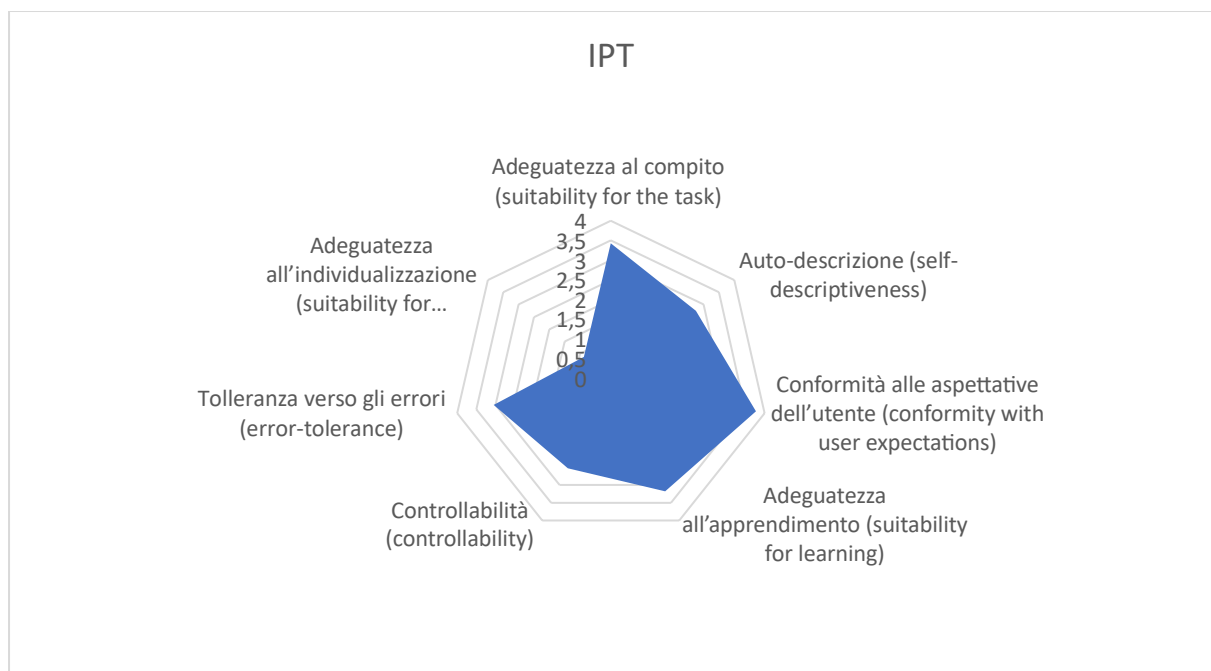 IPT
Adeguatezza al compito
(suitability for the task)
Auto-descrizione (self-
descriptiveness)
Conformità alle aspettative
dell’utente (conformity with
user expectations)
Adeguatezza
all’apprendimento (suitability
for learning)
Controllabilità
(controllability)
Tolleranza verso gli errori
(error-tolerance)
Adeguatezza
all’individualizzazione
(suitability for...
4
3,5
3
2,5
2
1,5
1
0,5
0